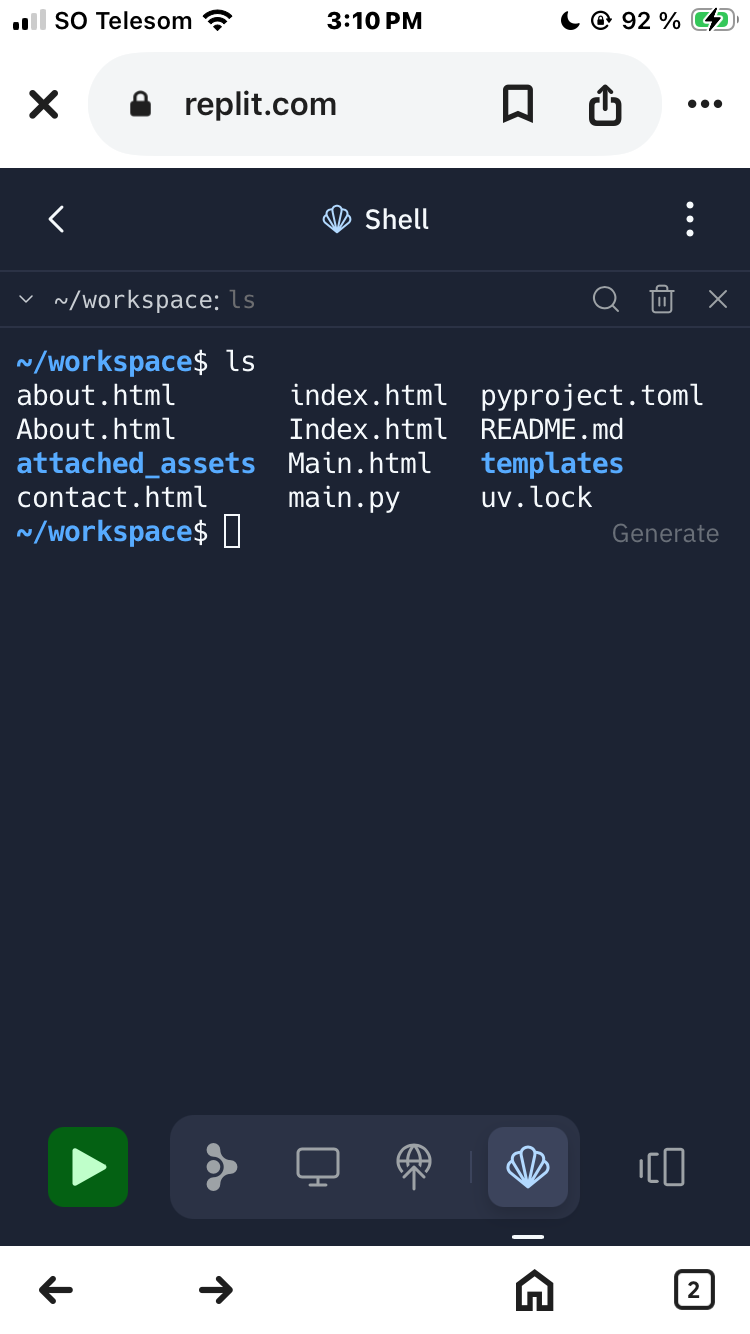 SO Telesom 3:10 PM 92 %
replit.com
Shell
~/workspace: ls
~/workspace$ ls
about.html index.html pyproject.toml
About.html Index.html README.md
attached_assets Main.html templates
contact.html main.py uv.lock
~/workspace$ Generate
2